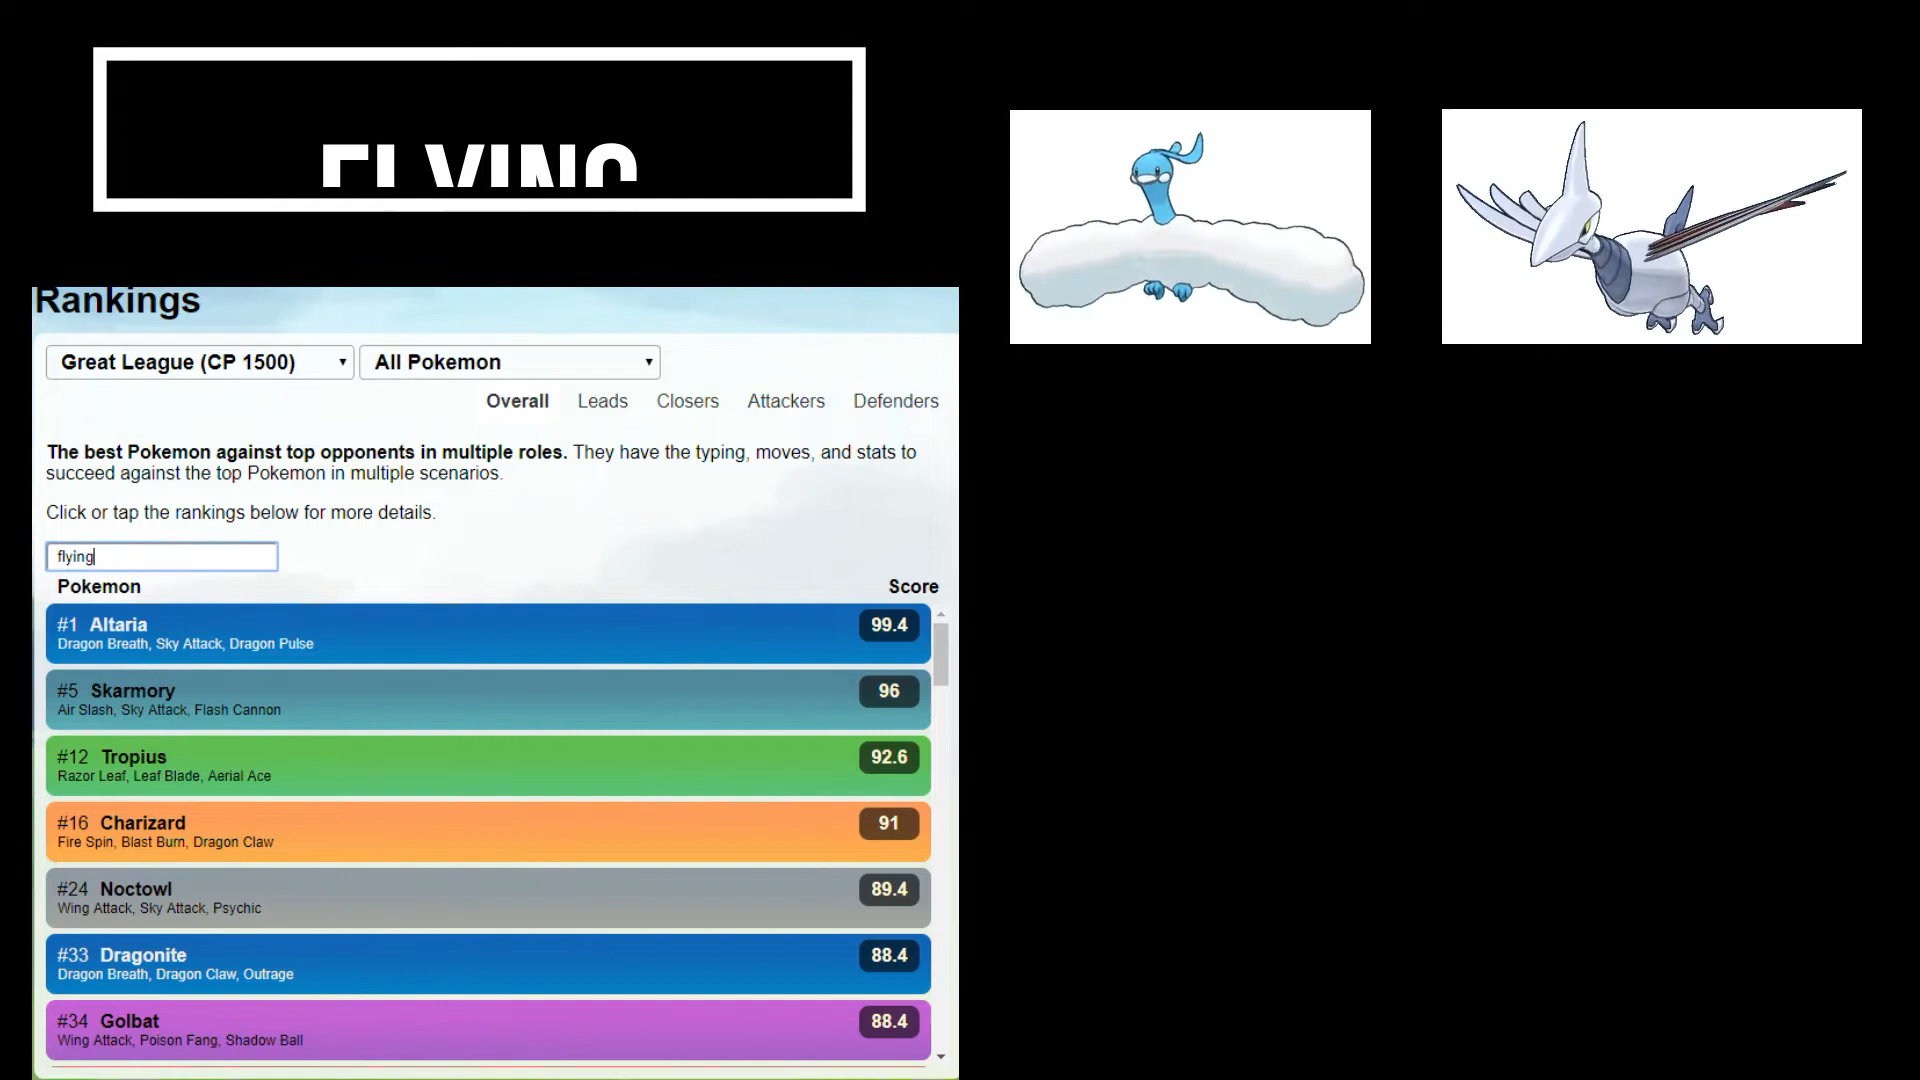 FLYING
Rankings
Great League (CP 1500)
All Pokemon
Overall Leads Closers Attackers Defenders
The best Pokemon against top opponents in multiple roles. They have the typing, moves, and stats to
succeed against the top Pokemon in multiple scenarios.
Click or tap the rankings below for more details.
flying
Pokemon Score
#1 Altaria 99.4
Dragon Breath, Sky Attack, Dragon Pulse
#5 Skarmory 96
Air Slash, Sky Attack, Flash Cannon
#12 Tropius 92.6
Razor Leaf, Leaf Blade, Aerial Ace
#16 Charizard 91
Fire Spin, Blast Burn, Dragon Claw
#24 Noctowl 89.4
Wing Attack, Sky Attack, Psychic
#33 Dragonite 88.4
Dragon Breath, Dragon Claw, Outrage
#34 Golbat 88.4
Wing Attack, Poison Fang, Shadow Ball